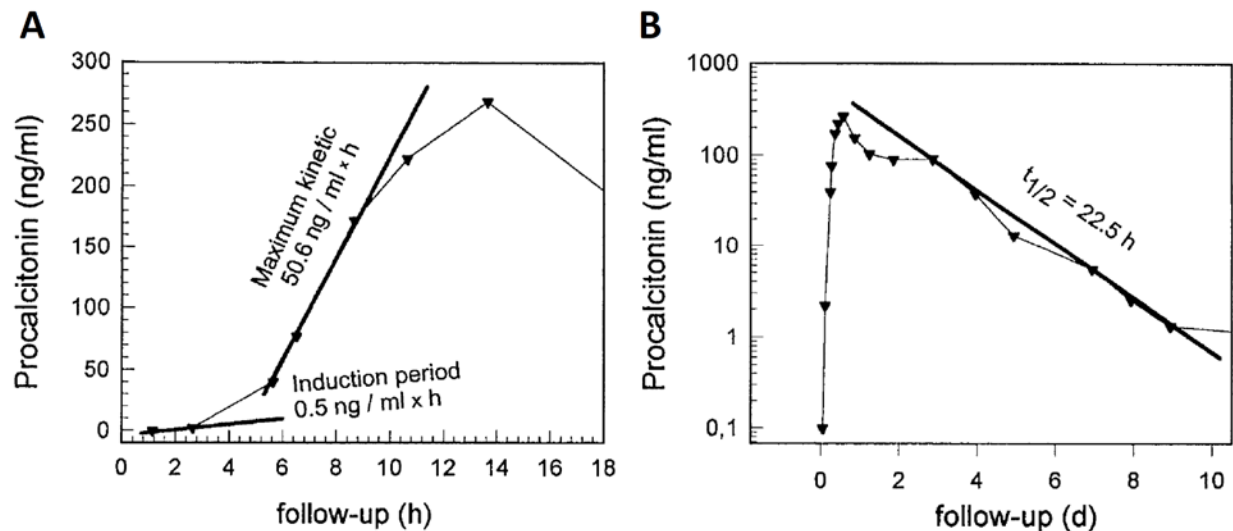 A
Procalcitonin (ng/ml)
300
250
200
150
100
50
0
Maximum kinetic
50.6 ng / ml × h
Induction period
0.5 ng / ml x h
0 2 4 6 8 10 12 14 16 18
follow-up (h)
B
Procalcitonin (ng/ml)
1000
100
10
1
0,1
t1/2 = 22.5 h
0 2 4 6 8 10
follow-up (d)